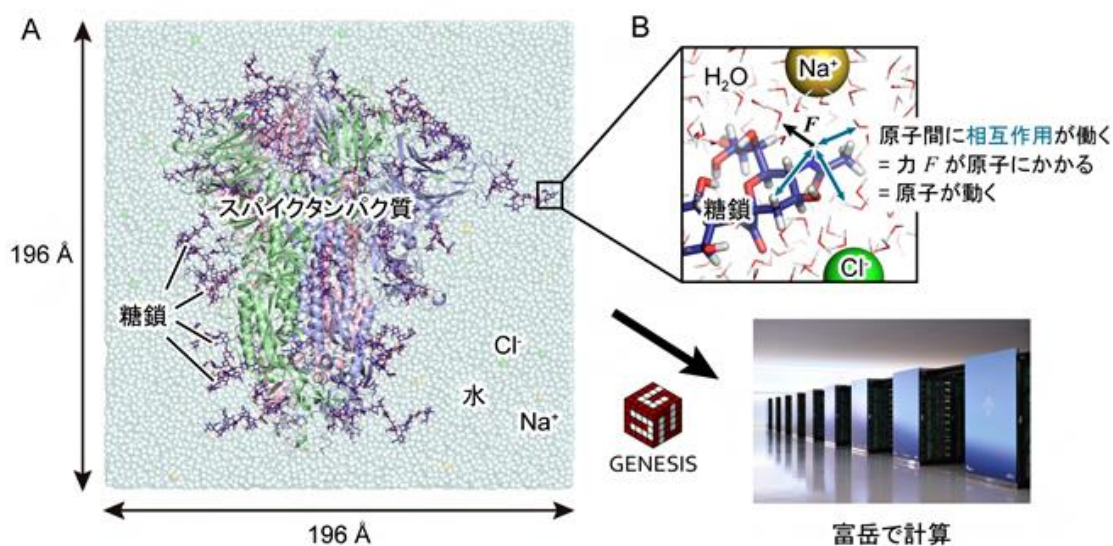 A
196 Å
スパイクタンパク質
糖鎖
Cl⁻
水
Na⁺
196 Å
B
H₂O
Na⁺
F
糖鎖
Cl⁻
原子間に相互作用が働く
= 力 F が原子にかかる
= 原子が動く
GENESIS
富岳で計算